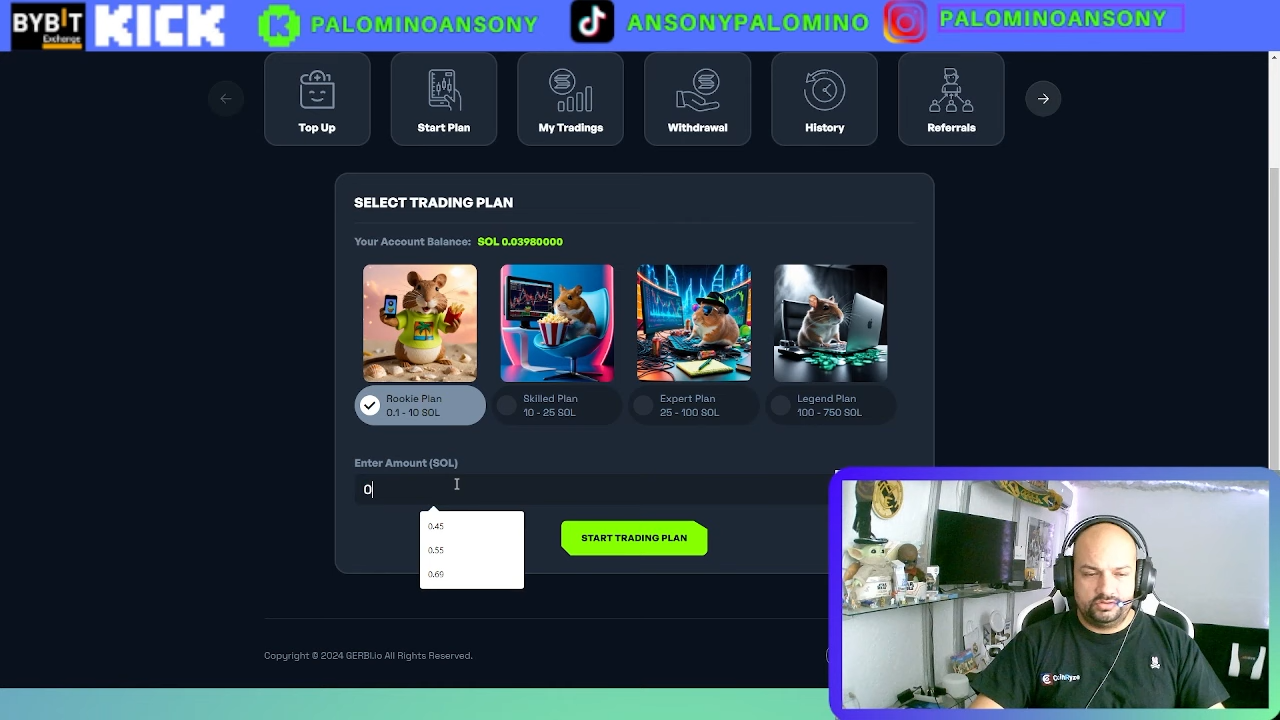 BYBIT
Exchange
KICK
PALOMINOANSONY
ANSONYPALOMINO
PALOMINOANSONY
Top Up
Start Plan
My Tradings
Withdrawal
History
Referrals
SELECT TRADING PLAN
Your Account Balance: SOL 0.03980000
Rookie Plan
0.1 - 10 SOL
Skilled Plan
10 - 25 SOL
Expert Plan
25 - 100 SOL
Legend Plan
100 - 750 SOL
Enter Amount (SOL)
0
0.45
0.55
0.69
START TRADING PLAN
Copyright © 2024 GERBI.io All Rights Reserved.